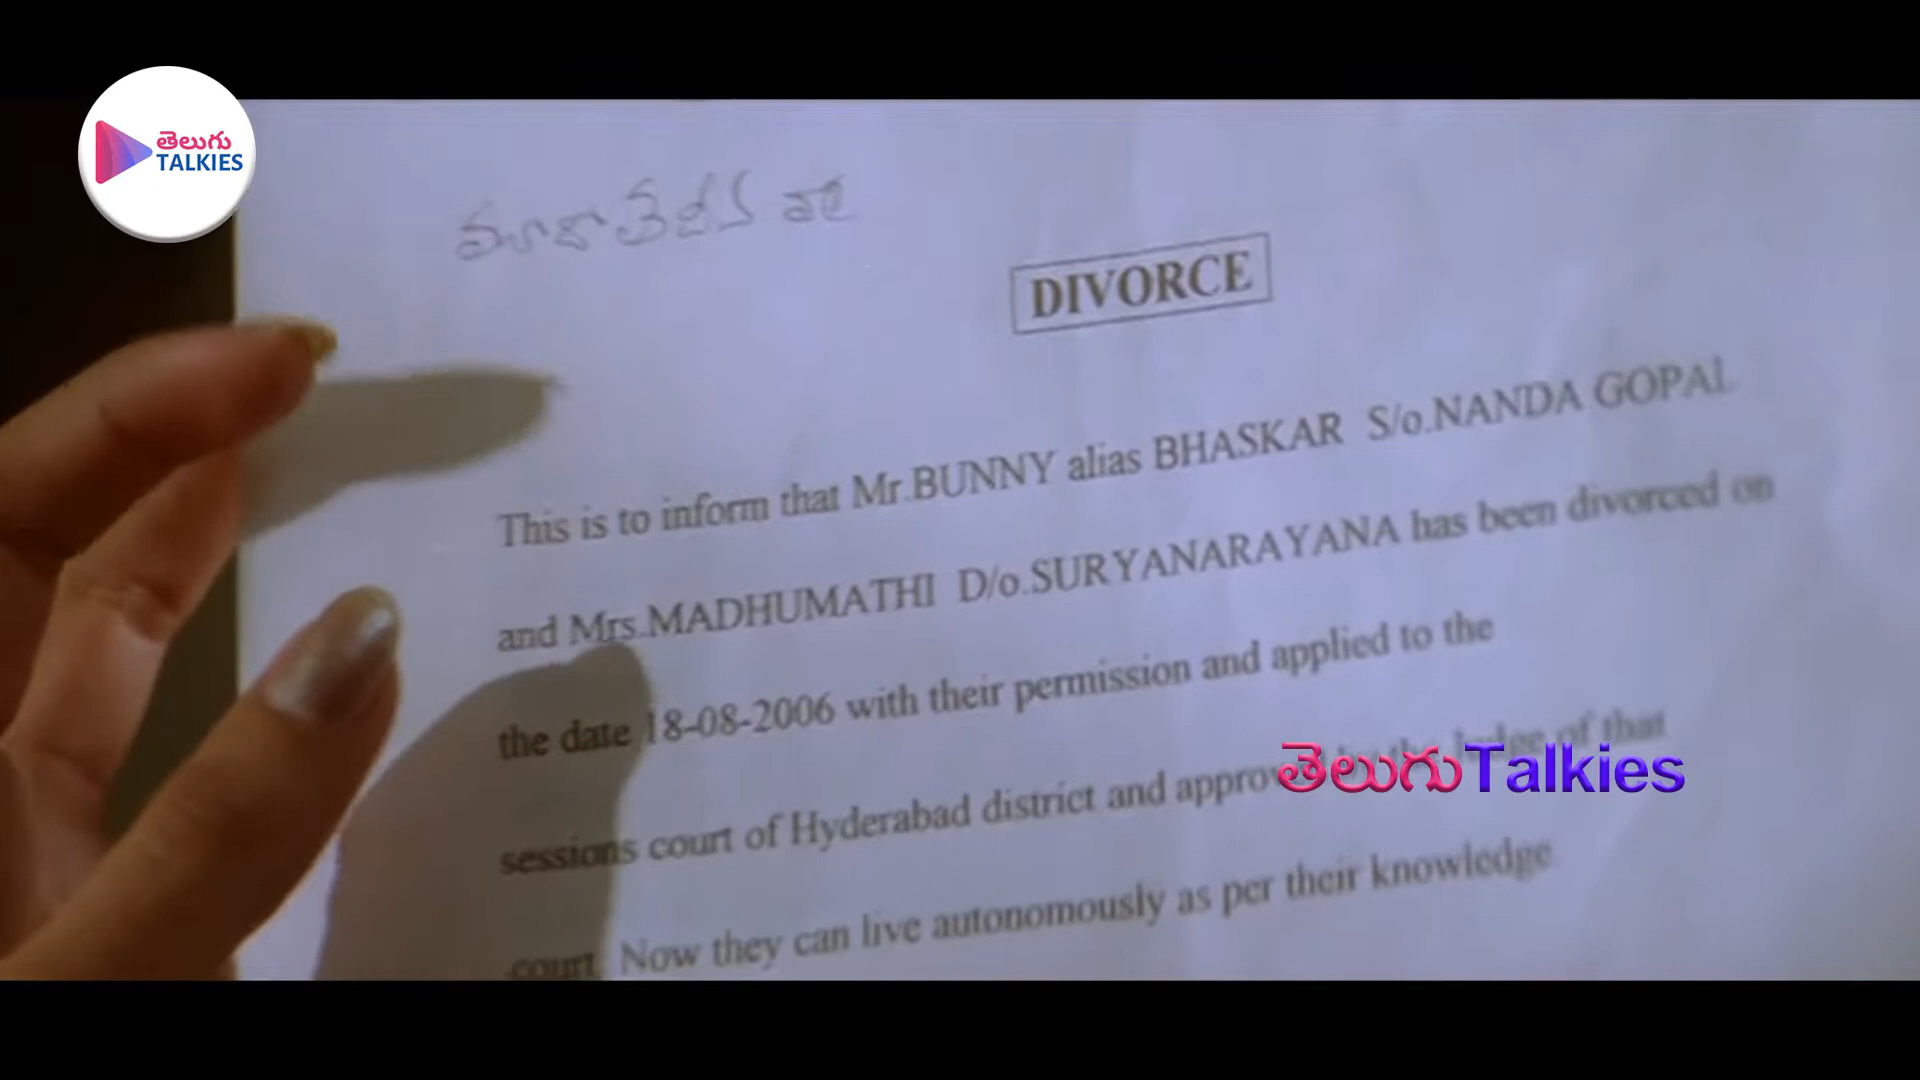 తెలుగు
TALKIES
DIVORCE
This is to inform that Mr.BUNNY alias BHASKAR S/o.NANDA GOPAL
and Mrs.MADHUMATHI D/o.SURYANARAYANA has been divorced on
the date 18-08-2006 with their permission and applied to the
sessions court of Hyderabad district and of that
తెలుగుTalkies
court Now they can live autonomously as per their knowledge